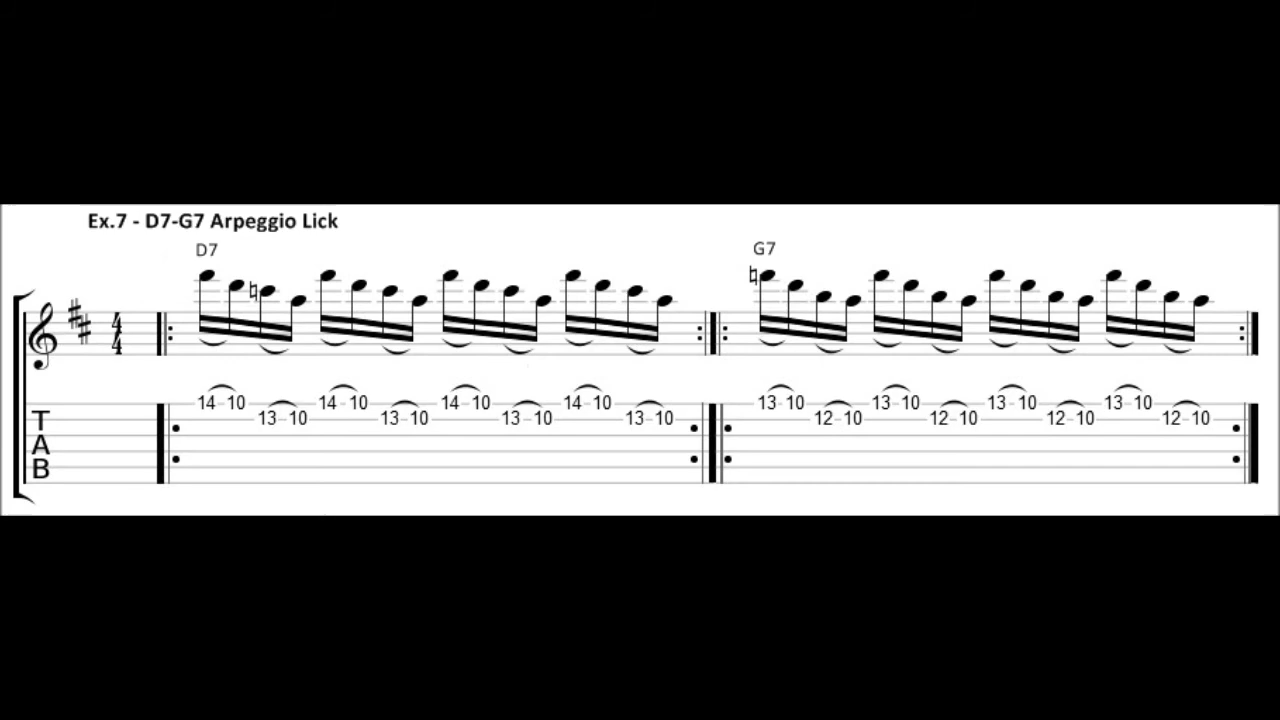 Ex.7 - D7-G7 Arpeggio Lick
D7 G7
4
4
14 10 14 10 14 10 14 10 13 10 13 10 13 10 13 10
13 10 13 10 13 10 13 10 12 10 12 10 12 10 12 10
T
A
B